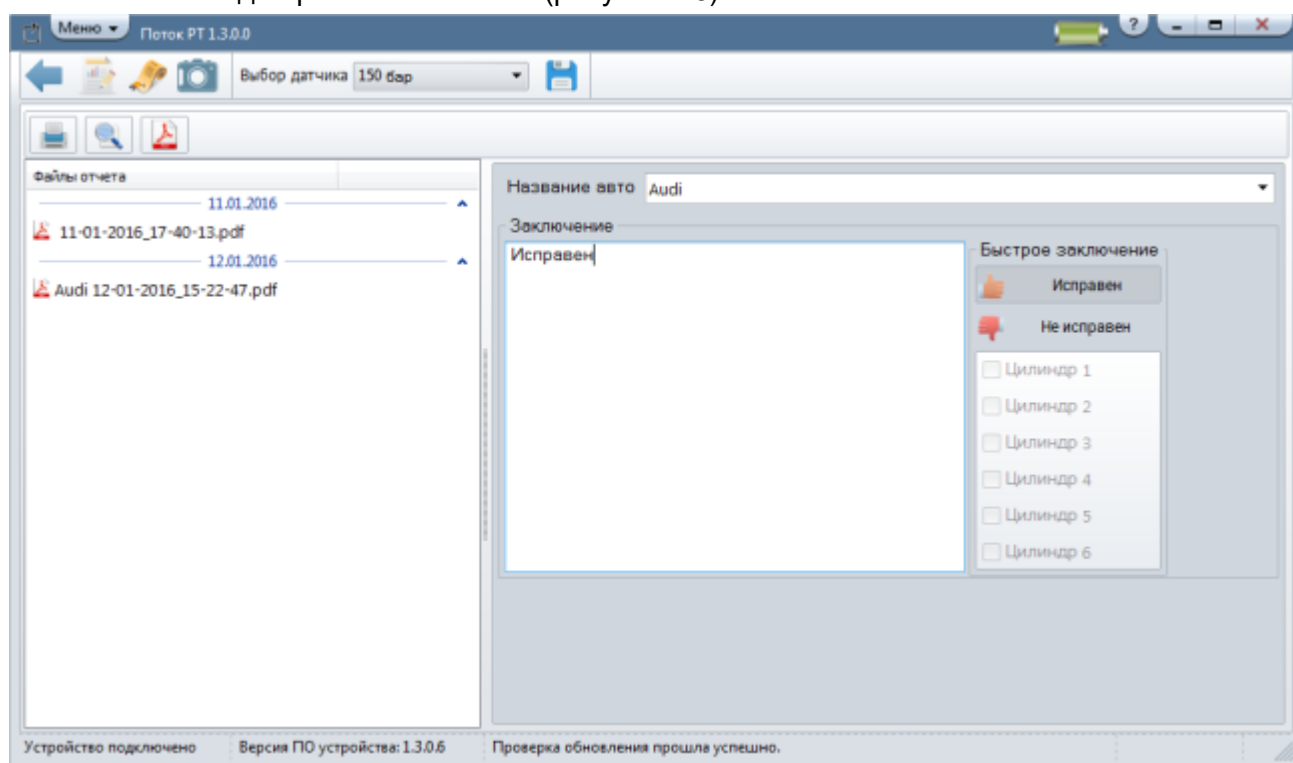 Меню
Поток РТ 1.3.0.0
?
Выбор датчика 150 бар
Файлы отчета
11.01.2016
11-01-2016_17-40-13.pdf
12.01.2016
Audi 12-01-2016_15-22-47.pdf
Название авто Audi
Заключение
Исправен
Быстрое заключение
Исправен
Не исправен
Цилиндр 1
Цилиндр 2
Цилиндр 3
Цилиндр 4
Цилиндр 5
Цилиндр 6
Устройство подключено Версия ПО устройства: 1.3.0.6 Проверка обновления прошла успешно.